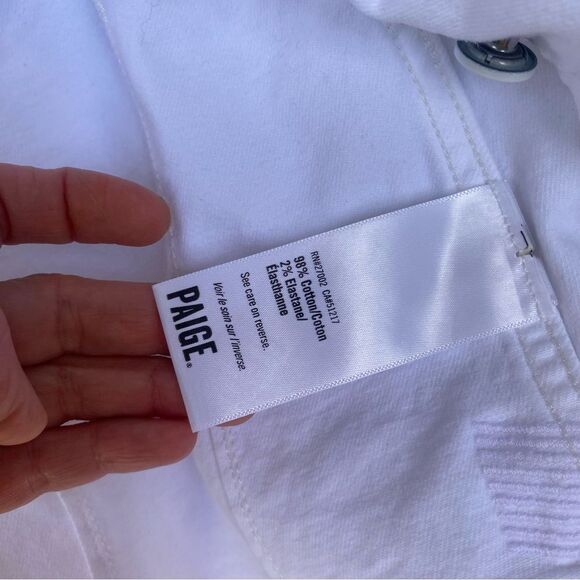 RN#27002 CA#51217
98% Cotton/Coton
2% Elastane/
Élasthanne
See care on reverse.
Voir le soin sur l'inverse.
PAIGE®